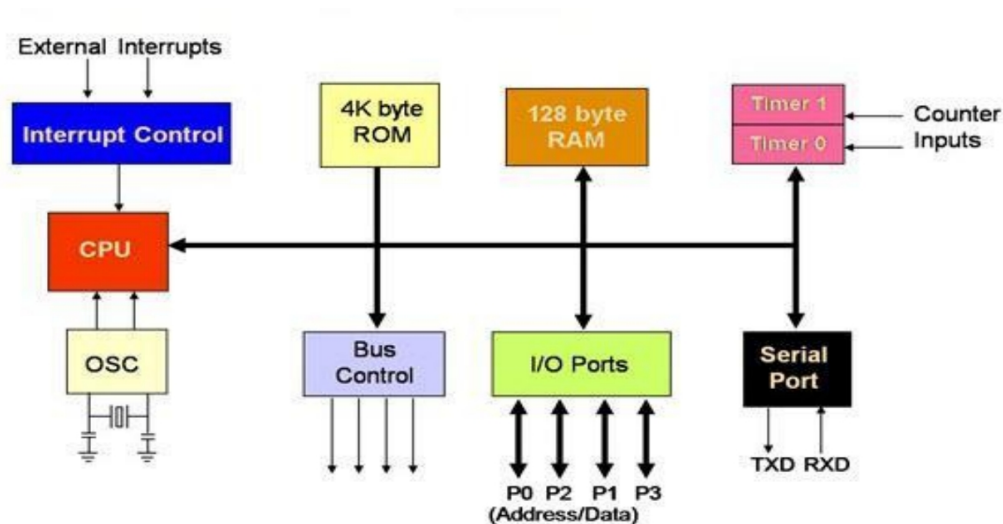 External Interrupts
Interrupt Control
CPU
OSC
4K byte
ROM
128 byte
RAM
Timer 1
Timer 0
Counter
Inputs
Bus
Control
I/O Ports
P0 P2 P1 P3
(Address/Data)
Serial
Port
TXD RXD